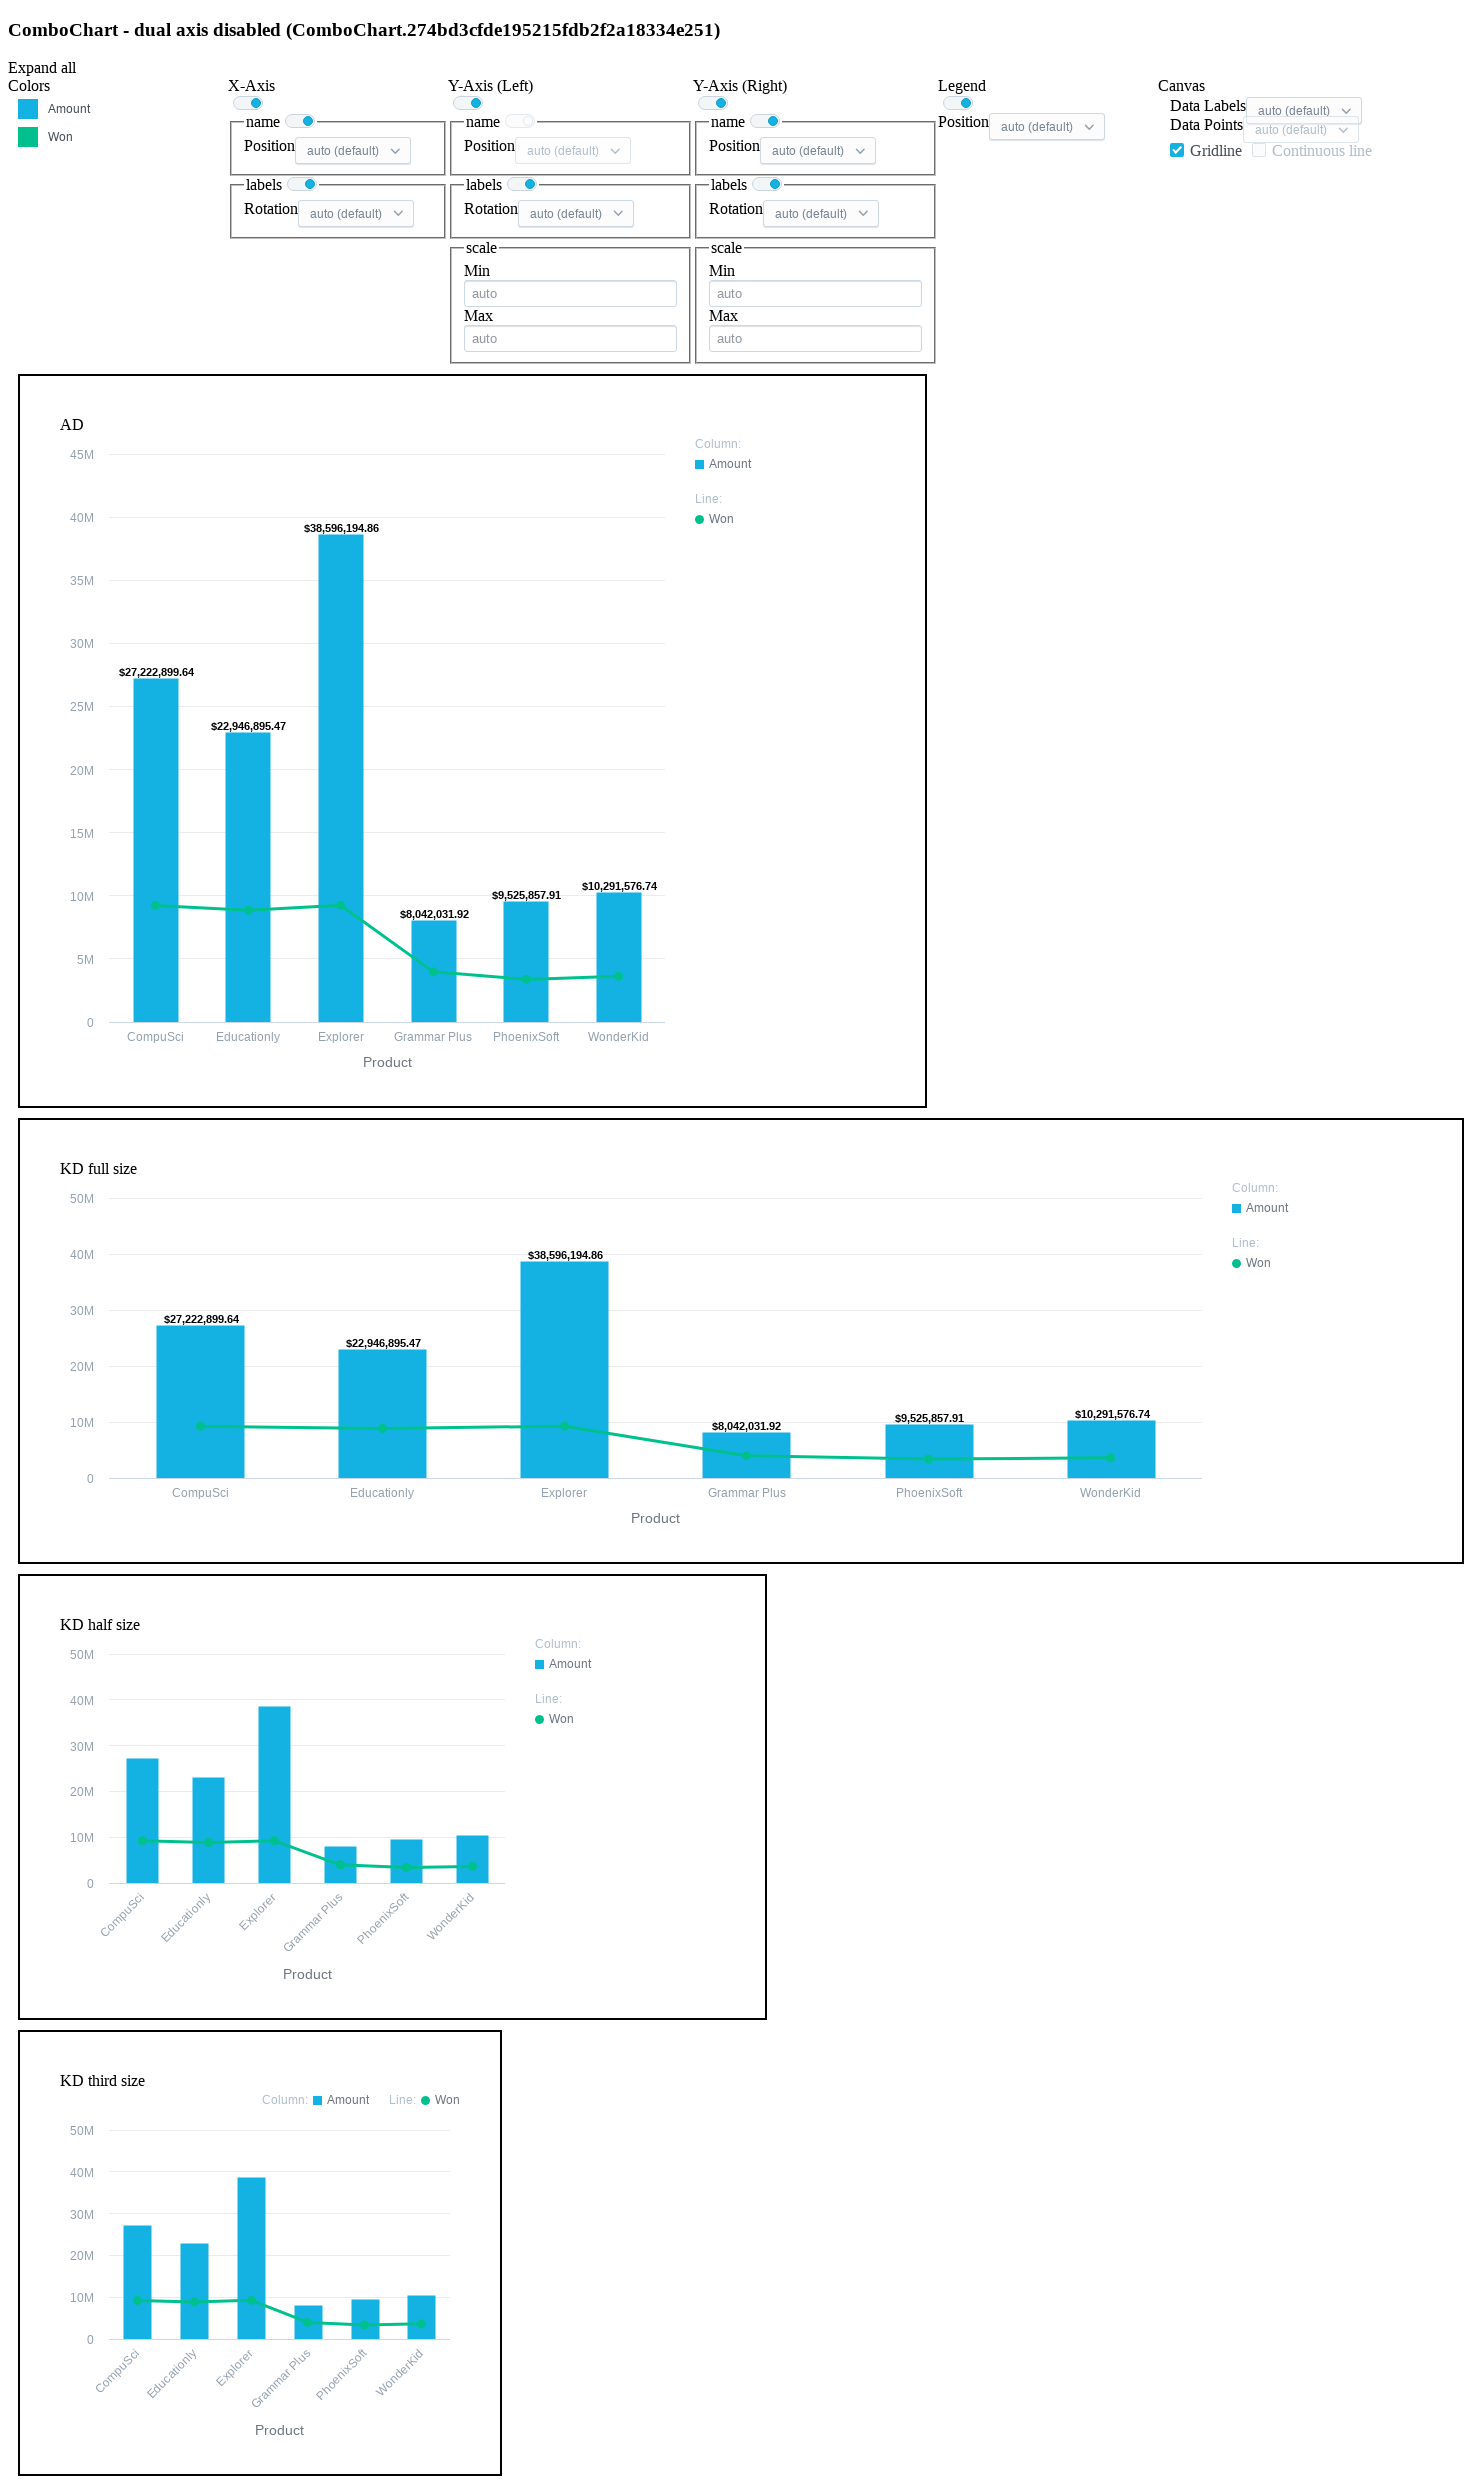 ComboChart - dual axis disabled (ComboChart.274bd3cfde195215fdb2f2a18334e251)
Expand all
Colors
Amount
Won
X-Axis
name
Position auto (default)
labels
Rotation auto (default)
Y-Axis (Left)
name
Position auto (default)
labels
Rotation auto (default)
scale
Min
auto
Max
auto
Y-Axis (Right)
name
Position auto (default)
labels
Rotation auto (default)
scale
Min
auto
Max
auto
Legend
Position auto (default)
Canvas
Data Labels auto (default)
Data Points auto (default)
Gridline Continuous line
AD
Column:
Amount
Line:
Won
45M
40M
35M
30M
25M
20M
15M
10M
5M
0
$27,222,899.64
$22,946,895.47
$38,596,194.86
$8,042,031.92
$9,525,857.91
$10,291,576.74
CompuSci Educationly Explorer Grammar Plus PhoenixSoft WonderKid
Product
KD full size
Column:
Amount
Line:
Won
50M
40M
30M
20M
10M
0
$27,222,899.64
$22,946,895.47
$38,596,194.86
$8,042,031.92
$9,525,857.91
$10,291,576.74
CompuSci Educationly Explorer Grammar Plus PhoenixSoft WonderKid
Product
KD half size
Column:
Amount
Line:
Won
50M
40M
30M
20M
10M
0
CompuSci
Educationly
Explorer
Grammar Plus
PhoenixSoft
WonderKid
Product
KD third size
Column: Amount Line: Won
50M
40M
30M
20M
10M
0
CompuSci
Educationly
Explorer
Grammar Plus
PhoenixSoft
WonderKid
Product